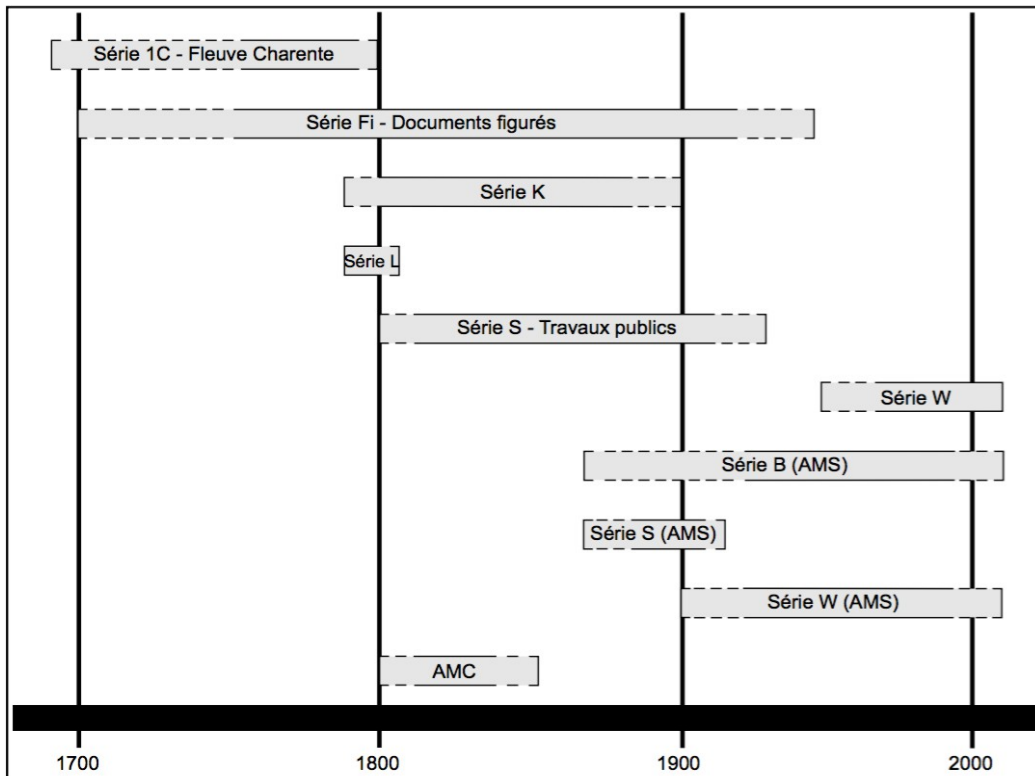 Série 1C - Fleuve Charente
Série Fi - Documents figurés
Série K
Série L
Série S - Travaux publics
Série W
Série B (AMS)
Série S (AMS)
Série W (AMS)
AMC
1700 1800 1900 2000